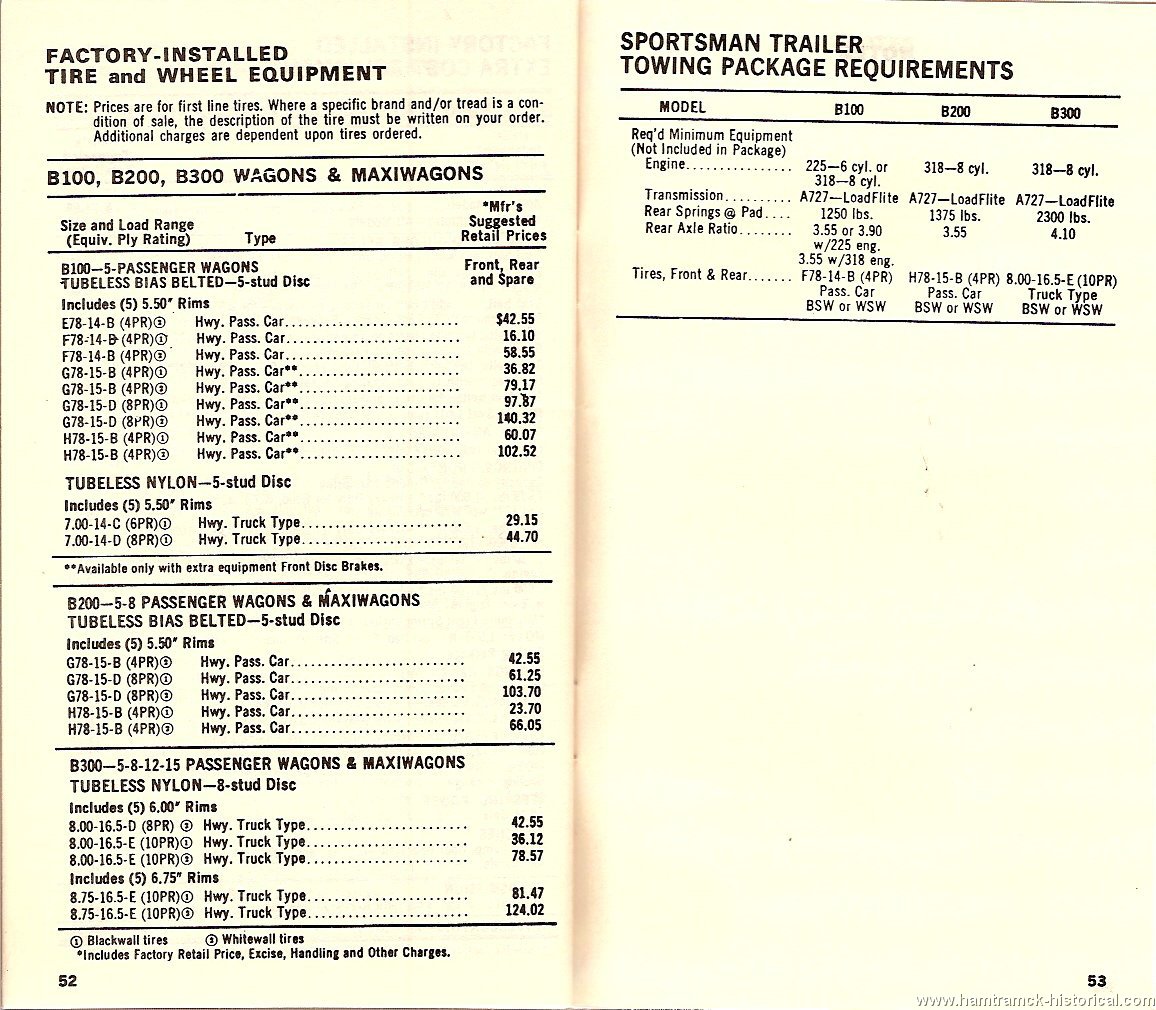 FACTORY-INSTALLED
TIRE and WHEEL EQUIPMENT
NOTE: Prices are for first line tires. Where a specific brand and/or tread is a con-
dition of sale, the description of the tire must be written on your order.
Additional charges are dependent upon tires ordered.
B100, B200, B300 WAGONS & MAXIWAGONS
*Mfr's
Size and Load Range Suggested
(Equiv. Ply Rating) Type Retail Prices
B100—5-PASSENGER WAGONS Front, Rear
TUBELESS BIAS BELTED—5-stud Disc and Spare
Includes (5) 5.50" Rims
E78-14-B (4PR)② Hwy. Pass. Car.......................... $42.55
F78-14-B (4PR)① Hwy. Pass. Car.......................... 16.10
F78-14-B (4PR)② Hwy. Pass. Car.......................... 58.55
G78-15-B (4PR)① Hwy. Pass. Car**........................ 36.82
G78-15-B (4PR)② Hwy. Pass. Car**........................ 79.17
G78-15-D (8PR)① Hwy. Pass. Car**........................ 97.87
G78-15-D (8PR)② Hwy. Pass. Car**........................ 140.32
H78-15-B (4PR)① Hwy. Pass. Car**........................ 60.07
H78-15-B (4PR)② Hwy. Pass. Car**........................ 102.52
TUBELESS NYLON—5-stud Disc
Includes (5) 5.50" Rims
7.00-14-C (6PR)① Hwy. Truck Type........................ 29.15
7.00-14-D (8PR)① Hwy. Truck Type........................ 44.70
**Available only with extra equipment Front Disc Brakes.
B200—5-8 PASSENGER WAGONS & MAXIWAGONS
TUBELESS BIAS BELTED—5-stud Disc
Includes (5) 5.50" Rims
G78-15-B (4PR)② Hwy. Pass. Car.......................... 42.55
G78-15-D (8PR)① Hwy. Pass. Car.......................... 61.25
G78-15-D (8PR)② Hwy. Pass. Car.......................... 103.70
H78-15-B (4PR)① Hwy. Pass. Car.......................... 23.70
H78-15-B (4PR)② Hwy. Pass. Car.......................... 66.05
B300—5-8-12-15 PASSENGER WAGONS & MAXIWAGONS
TUBELESS NYLON—8-stud Disc
Includes (5) 6.00" Rims
8.00-16.5-D (8PR) ② Hwy. Truck Type........................ 42.55
8.00-16.5-E (10PR)① Hwy. Truck Type........................ 36.12
8.00-16.5-E (10PR)② Hwy. Truck Type........................ 78.57
Includes (5) 6.75" Rims
8.75-16.5-E (10PR)① Hwy. Truck Type........................ 81.47
8.75-16.5-E (10PR)② Hwy. Truck Type........................ 124.02
① Blackwall tires ② Whitewall tires
*Includes Factory Retail Price, Excise, Handling and Other Charges.
52
SPORTSMAN TRAILER
TOWING PACKAGE REQUIREMENTS
MODEL B100 B200 B300
Req'd Minimum Equipment
(Not Included in Package)
Engine............... 225—6 cyl. or 318—8 cyl. 318—8 cyl.
318—8 cyl.
Transmission.......... A727—LoadFlite A727—LoadFlite A727—LoadFlite
Rear Springs @ Pad.... 1250 lbs. 1375 lbs. 2300 lbs.
Rear Axle Ratio........ 3.55 or 3.90 3.55 4.10
w/225 eng.
3.55 w/318 eng.
Tires, Front & Rear....... F78-14-B (4PR) H78-15-B (4PR) 8.00-16.5-E (10PR)
Pass. Car Pass. Car Truck Type
BSW or WSW BSW or WSW BSW or WSW
53
www.hamtramck-historical.com